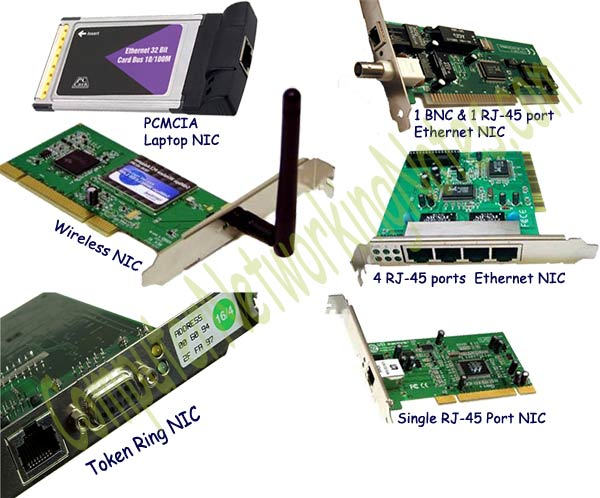 Insert
Ethernet 32 Bit
Card Bus 10/100M
PCMCIA
Laptop NIC
1 BNC & 1 RJ-45 port
Ethernet NIC
Wireless NIC
4 RJ-45 ports Ethernet NIC
ADDRESS
00 60 94
2F FA 97
16/4
Token Ring NIC
Single RJ-45 Port NIC
ComputerNetworkingNotes.com